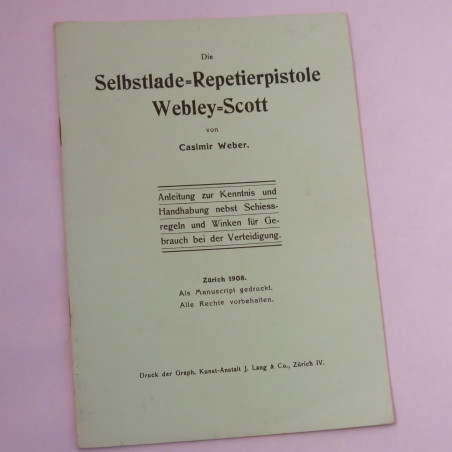 Die
Selbstlade=Repetierpistole
Webley=Scott
von
Casimir Weber.
Anleitung zur Kenntnis und
Handhabung nebst Schiess-
regeln und Winken für Ge-
brauch bei der Verteidigung.
Zürich 1908.
Als Manuscript gedruckt.
Alle Rechte vorbehalten.
Druck der Graph. Kunst-Anstalt J. Lang & Co., Zürich IV.